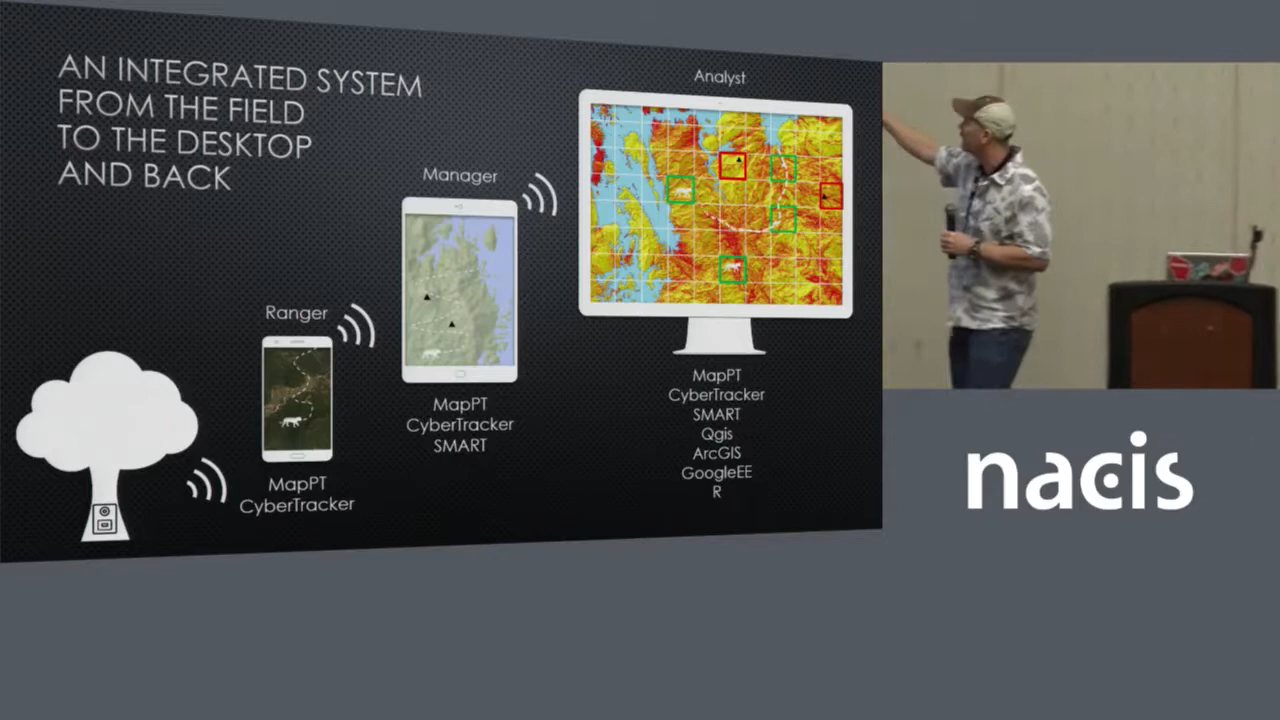 AN INTEGRATED SYSTEM
FROM THE FIELD
TO THE DESKTOP
AND BACK
Analyst
Manager
Ranger
MapPT
CyberTracker
MapPT
CyberTracker
SMART
MapPT
CyberTracker
SMART
Qgis
ArcGIS
GoogleEE
R
nacis